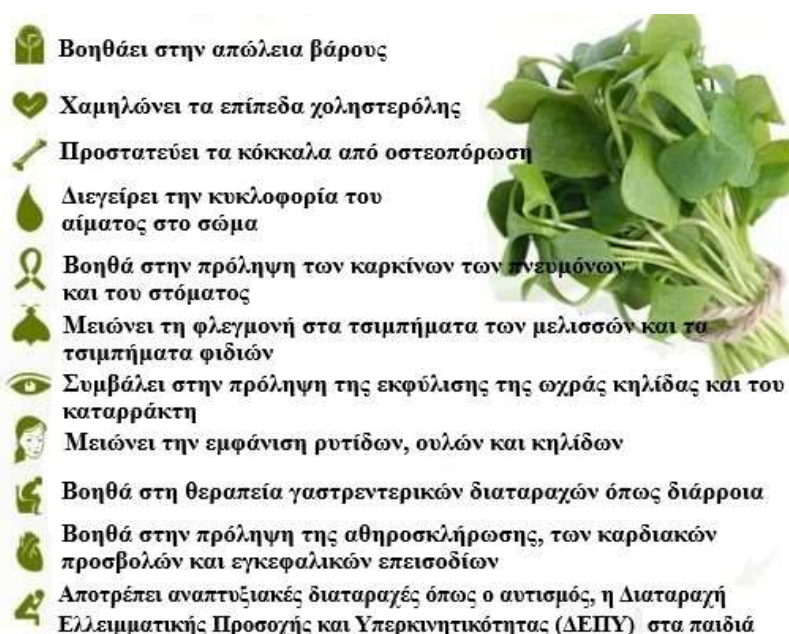 Βοηθάει στην απώλεια βάρους
Χαμηλώνει τα επίπεδα χοληστερόλης
Προστατεύει τα κόκκαλα από οστεοπόρωση
Διεγείρει την κυκλοφορία του
αίματος στο σώμα
Βοηθά στην πρόληψη των καρκίνων των πνευμόνων
και του στόματος
Μειώνει τη φλεγμονή στα τσιμπήματα των μελισσών και τα
τσιμπήματα φιδιών
Συμβάλει στην πρόληψη της εκφύλισης της ωχράς κηλίδας και του
καταρράκτη
Μειώνει την εμφάνιση ρυτίδων, ουλών και κηλίδων
Βοηθά στη θεραπεία γαστρεντερικών διαταραχών όπως διάρροια
Βοηθά στην πρόληψη της αθηροσκλήρωσης, των καρδιακών
προσβολών και εγκεφαλικών επεισοδίων
Αποτρέπει αναπτυξιακές διαταραχές όπως ο αυτισμός, η Διαταραχή
Ελλειμματικής Προσοχής και Υπερκινητικότητας (ΔΕΠΥ) στα παιδιά